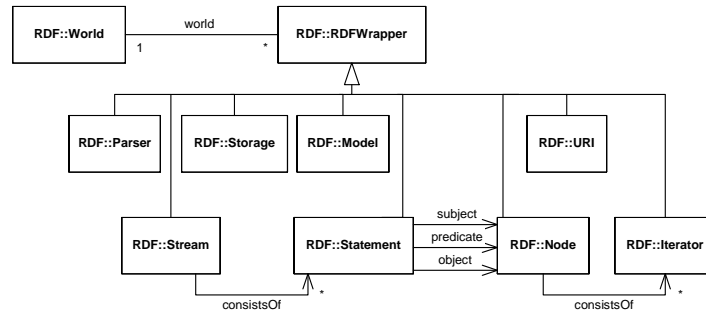 world
RDF::World
RDF::RDFWrapper
1
*
RDF::Parser
RDF::Storage
RDF::Model
RDF::URI
subject
RDF::Stream
RDF::Statement
predicate
RDF::Node
RDF::Iterator
object
*
*
consistsOf
consistsOf